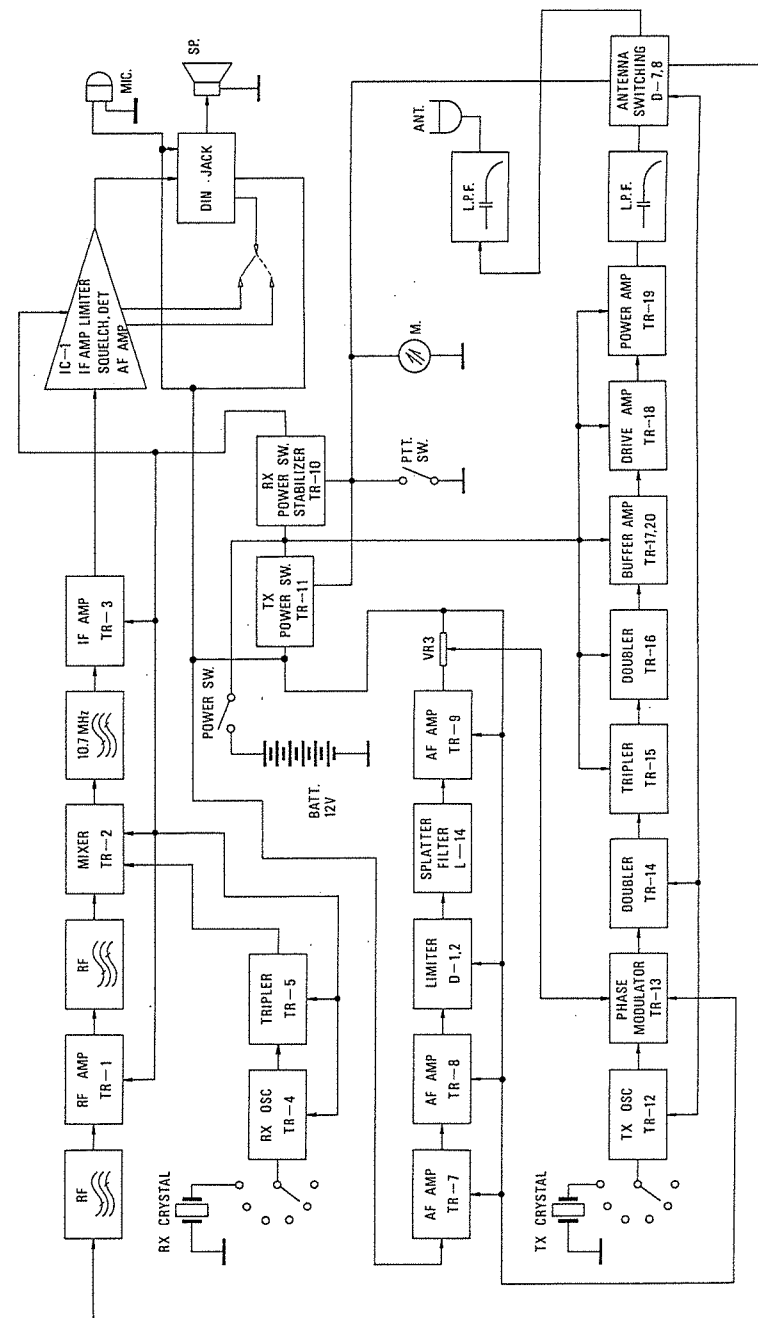 RF
RF AMP
TR-1
RF
MIXER
TR-2
10.7 MHz
IF AMP
TR-3
IC-1
IF AMP LIMITER
SQUELCH, DET
AF AMP
MIC.
SP.
DIN JACK
RX CRYSTAL
RX OSC
TR-4
TRIPLER
TR-5
POWER SW.
BATT.
12V
TX
POWER SW.
TR-11
RX
POWER SW.
STABILIZER
TR-10
PTT.
SW.
M.
ANT.
L.P.F.
AF AMP
TR-7
AF AMP
TR-8
LIMITER
D-1,2
SPLATTER
FILTER
L-14
AF AMP
TR-9
VR3
TX CRYSTAL
TX OSC
TR-12
PHASE
MODULATOR
TR-13
DOUBLER
TR-14
TRIPLER
TR-15
DOUBLER
TR-16
BUFFER AMP
TR-17,20
DRIVE AMP
TR-18
POWER AMP
TR-19
L.P.F.
ANTENNA
SWITCHING
D-7,8